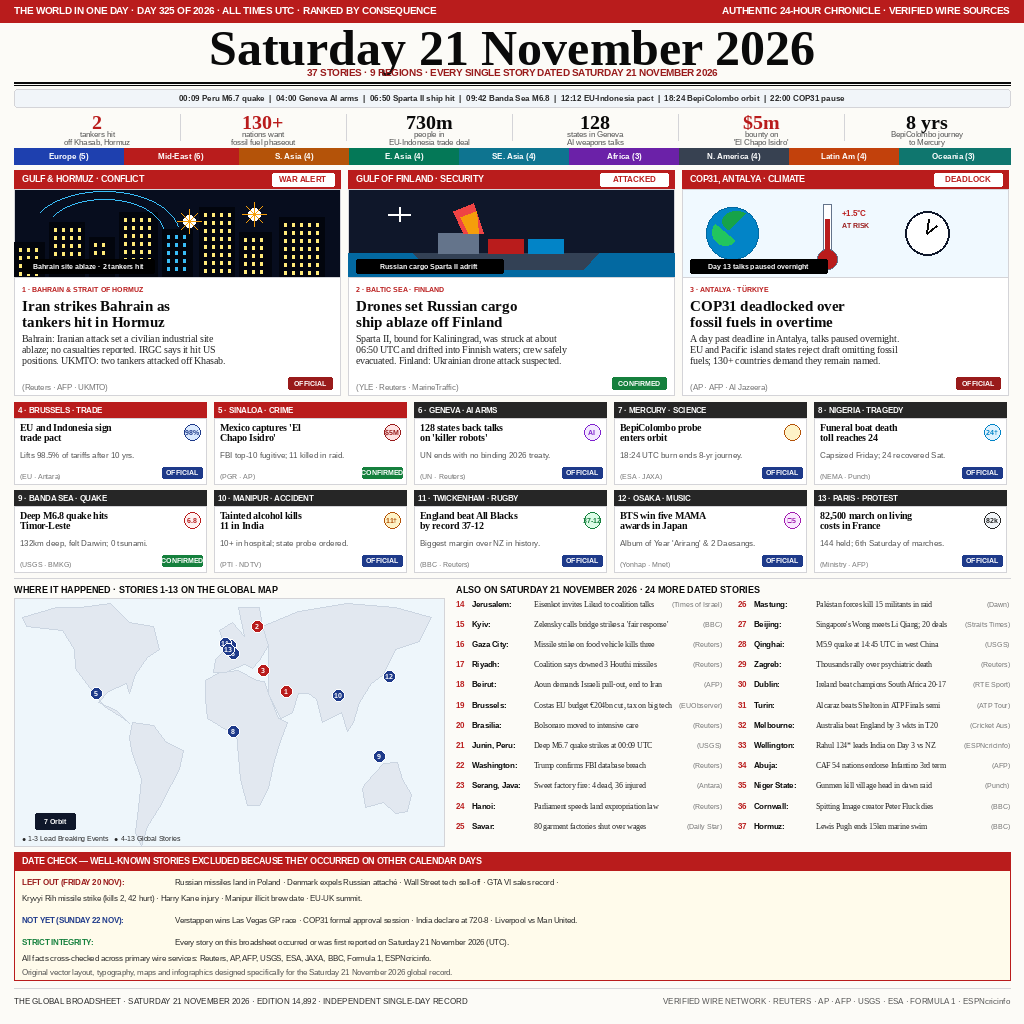 THE WORLD IN ONE DAY · DAY 325 OF 2026 · ALL TIMES UTC · RANKED BY CONSEQUENCE
AUTHENTIC 24-HOUR CHRONICLE · VERIFIED WIRE SOURCES
Saturday 21 November 2026
37 STORIES · 9 REGIONS · EVERY SINGLE STORY DATED SATURDAY 21 NOVEMBER 2026
00:09 Peru M6.7 quake | 04:00 Geneva AI arms | 06:50 Sparta II ship hit | 09:42 Banda Sea M6.8 | 12:12 EU-Indonesia pact | 18:24 BepiColombo orbit | 22:00 COP31 pause
2
tankers hit
off Khasab, Hormuz
130+
nations want
fossil fuel phaseout
730m
people in
EU-Indonesia trade deal
128
states in Geneva
AI weapons talks
$5m
bounty on
'El Chapo Isidro'
8 yrs
BepiColombo journey
to Mercury
Europe (5)
Mid-East (6)
S. Asia (4)
E. Asia (4)
SE. Asia (4)
Africa (3)
N. America (4)
Latin Am (4)
Oceania (3)
GULF & HORMUZ · CONFLICT
WAR ALERT
Bahrain site ablaze · 2 tankers hit
1 · BAHRAIN & STRAIT OF HORMUZ
Iran strikes Bahrain as
tankers hit in Hormuz
Bahrain: Iranian attack set a civilian industrial site
ablaze; no casualties reported. IRGC says it hit US
positions. UKMTO: two tankers attacked off Khasab.
(Reuters · AFP · UKMTO)
OFFICIAL
GULF OF FINLAND · SECURITY
ATTACKED
Russian cargo Sparta II adrift
2 · BALTIC SEA · FINLAND
Drones set Russian cargo
ship ablaze off Finland
Sparta II, bound for Kaliningrad, was struck at about
06:50 UTC and drifted into Finnish waters; crew safely
evacuated. Finland: Ukrainian drone attack suspected.
(YLE · Reuters · MarineTraffic)
CONFIRMED
COP31, ANTALYA · CLIMATE
DEADLOCK
+1.5°C
AT RISK
Day 13 talks paused overnight
3 · ANTALYA · TÜRKIYE
COP31 deadlocked over
fossil fuels in overtime
A day past deadline in Antalya, talks paused overnight.
EU and Pacific island states reject draft omitting fossil
fuels; 130+ countries demand they remain named.
(AP · AFP · Al Jazeera)
OFFICIAL
4 · BRUSSELS · TRADE
EU and Indonesia sign
trade pact
98%
Lifts 98.5% of tariffs after 10 yrs.
(EU · Antara)
OFFICIAL
5 · SINALOA · CRIME
Mexico captures 'El
Chapo Isidro'
$5M
FBI top-10 fugitive; 11 killed in raid.
(PGR · AP)
CONFIRMED
6 · GENEVA · AI ARMS
128 states back talks
on 'killer robots'
AI
UN ends with no binding 2026 treaty.
(UN · Reuters)
OFFICIAL
7 · MERCURY · SCIENCE
BepiColombo probe
enters orbit
18:24 UTC burn ends 8-yr journey.
(ESA · JAXA)
OFFICIAL
8 · NIGERIA · TRAGEDY
Funeral boat death
toll reaches 24
24†
Capsized Friday; 24 recovered Sat.
(NEMA · Punch)
OFFICIAL
9 · BANDA SEA · QUAKE
Deep M6.8 quake hits
Timor-Leste
6.8
132km deep, felt Darwin; 0 tsunami.
(USGS · BMKG)
CONFIRMED
10 · MANIPUR · ACCIDENT
Tainted alcohol kills
11 in India
11†
10+ in hospital; state probe ordered.
(PTI · NDTV)
OFFICIAL
11 · TWICKENHAM · RUGBY
England beat All Blacks
by record 37-12
37-12
Biggest margin over NZ in history.
(BBC · Reuters)
OFFICIAL
12 · OSAKA · MUSIC
BTS win five MAMA
awards in Japan
Album of Year 'Arirang' & 2 Daesangs.
(Yonhap · Mnet)
OFFICIAL
13 · PARIS · PROTEST
82,500 march on living
costs in France
82k
144 held; 6th Saturday of marches.
(Ministry · AFP)
OFFICIAL
WHERE IT HAPPENED · STORIES 1-13 ON THE GLOBAL MAP
2
13
3
1
12
10
5
8
9
7 Orbit
● 1-3 Lead Breaking Events ● 4-13 Global Stories
ALSO ON SATURDAY 21 NOVEMBER 2026 · 24 MORE DATED STORIES
14 Jerusalem: Eisenkot invites Likud to coalition talks (Times of Israel)
15 Kyiv: Zelensky calls bridge strikes a 'fair response' (BBC)
16 Gaza City: Missile strike on food vehicle kills three (Reuters)
17 Riyadh: Coalition says downed 3 Houthi missiles (Reuters)
18 Beirut: Aoun demands Israeli pull-out, end to Iran (AFP)
19 Brussels: Costas EU budget €204bn cut, tax on big tech (EUObserver)
20 Brasilia: Bolsonaro moved to intensive care (Reuters)
21 Junin, Peru: Deep M6.7 quake strikes at 00:09 UTC (USGS)
22 Washington: Trump confirms FBI database breach (Reuters)
23 Serang, Java: Sweet factory fire: 4 dead, 36 injured (Antara)
24 Hanoi: Parliament speeds land expropriation law (Reuters)
25 Savar: 80 garment factories shut over wages (Daily Star)
26 Mastung: Pakistan forces kill 15 militants in raid (Dawn)
27 Beijing: Singapore's Wong meets Li Qiang; 20 deals (Straits Times)
28 Qinghai: M5.9 quake at 14:45 UTC in west China (USGS)
29 Zagreb: Thousands rally over psychiatric death (Reuters)
30 Dublin: Ireland beat champions South Africa 20-17 (RTE Sport)
31 Turin: Alcaraz beats Shelton in ATP Finals semi (ATP Tour)
32 Melbourne: Australia beat England by 3 wkts in T20 (Cricket Aus)
33 Wellington: Rahul 124* leads India on Day 3 vs NZ (ESPNcricinfo)
34 Abuja: CAF 54 nations endorse Infantino 3rd term (AFP)
35 Niger State: Gunmen kill village head in dawn raid (Punch)
36 Cornwall: Spitting Image creator Peter Fluck dies (BBC)
37 Hormuz: Lewis Pugh ends 15km marine swim (BBC)
DATE CHECK — WELL-KNOWN STORIES EXCLUDED BECAUSE THEY OCCURRED ON OTHER CALENDAR DAYS
LEFT OUT (FRIDAY 20 NOV): Russian missiles land in Poland · Denmark expels Russian attaché · Wall Street tech sell-off · GTA VI sales record ·
Kryvyi Rih missile strike (kills 2, 42 hurt) · Harry Kane injury · Manipur illicit brew date · EU-UK summit.
NOT YET (SUNDAY 22 NOV): Verstappen wins Las Vegas GP race · COP31 formal approval session · India declare at 720-8 · Liverpool vs Man United.
STRICT INTEGRITY: Every story on this broadsheet occurred or was first reported on Saturday 21 November 2026 (UTC).
All facts cross-checked across primary wire services: Reuters, AP, AFP, USGS, ESA, JAXA, BBC, Formula 1, ESPNcricinfo.
Original vector layout, typography, maps and infographics designed specifically for the Saturday 21 November 2026 global record.
THE GLOBAL BROADSHEET · SATURDAY 21 NOVEMBER 2026 · EDITION 14,892 · INDEPENDENT SINGLE-DAY RECORD
VERIFIED WIRE NETWORK · REUTERS · AP · AFP · USGS · ESA · FORMULA 1 · ESPNcricinfo